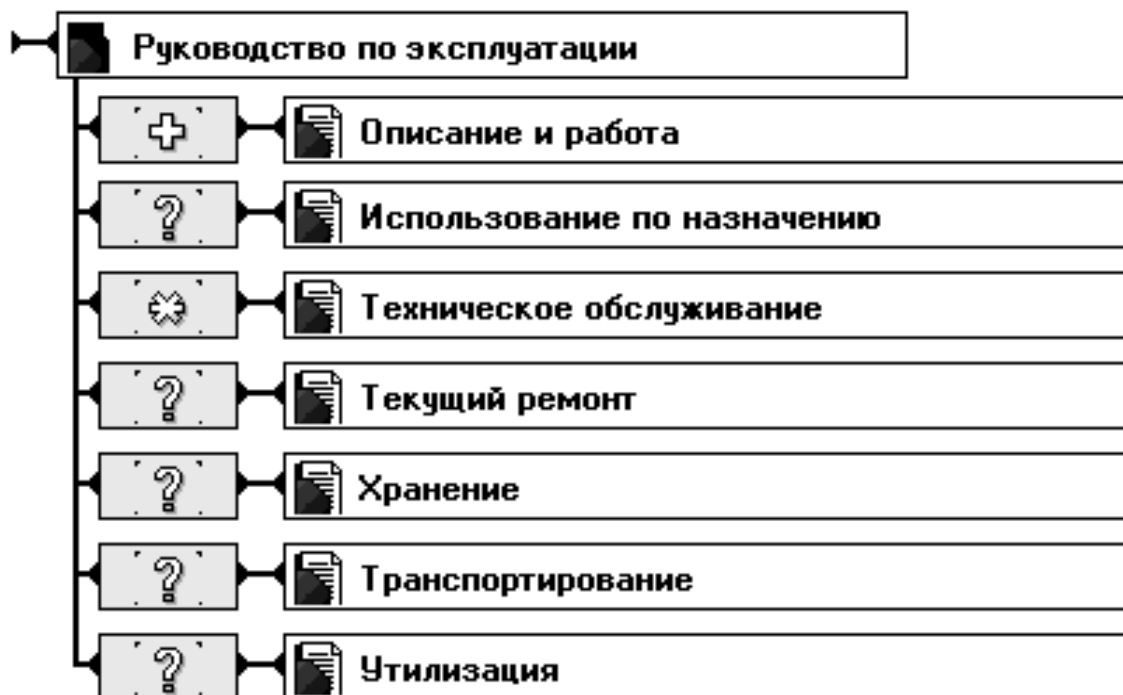 Руководство по эксплуатации
Описание и работа
Использование по назначению
Техническое обслуживание
Текущий ремонт
Хранение
Транспортирование
Утилизация